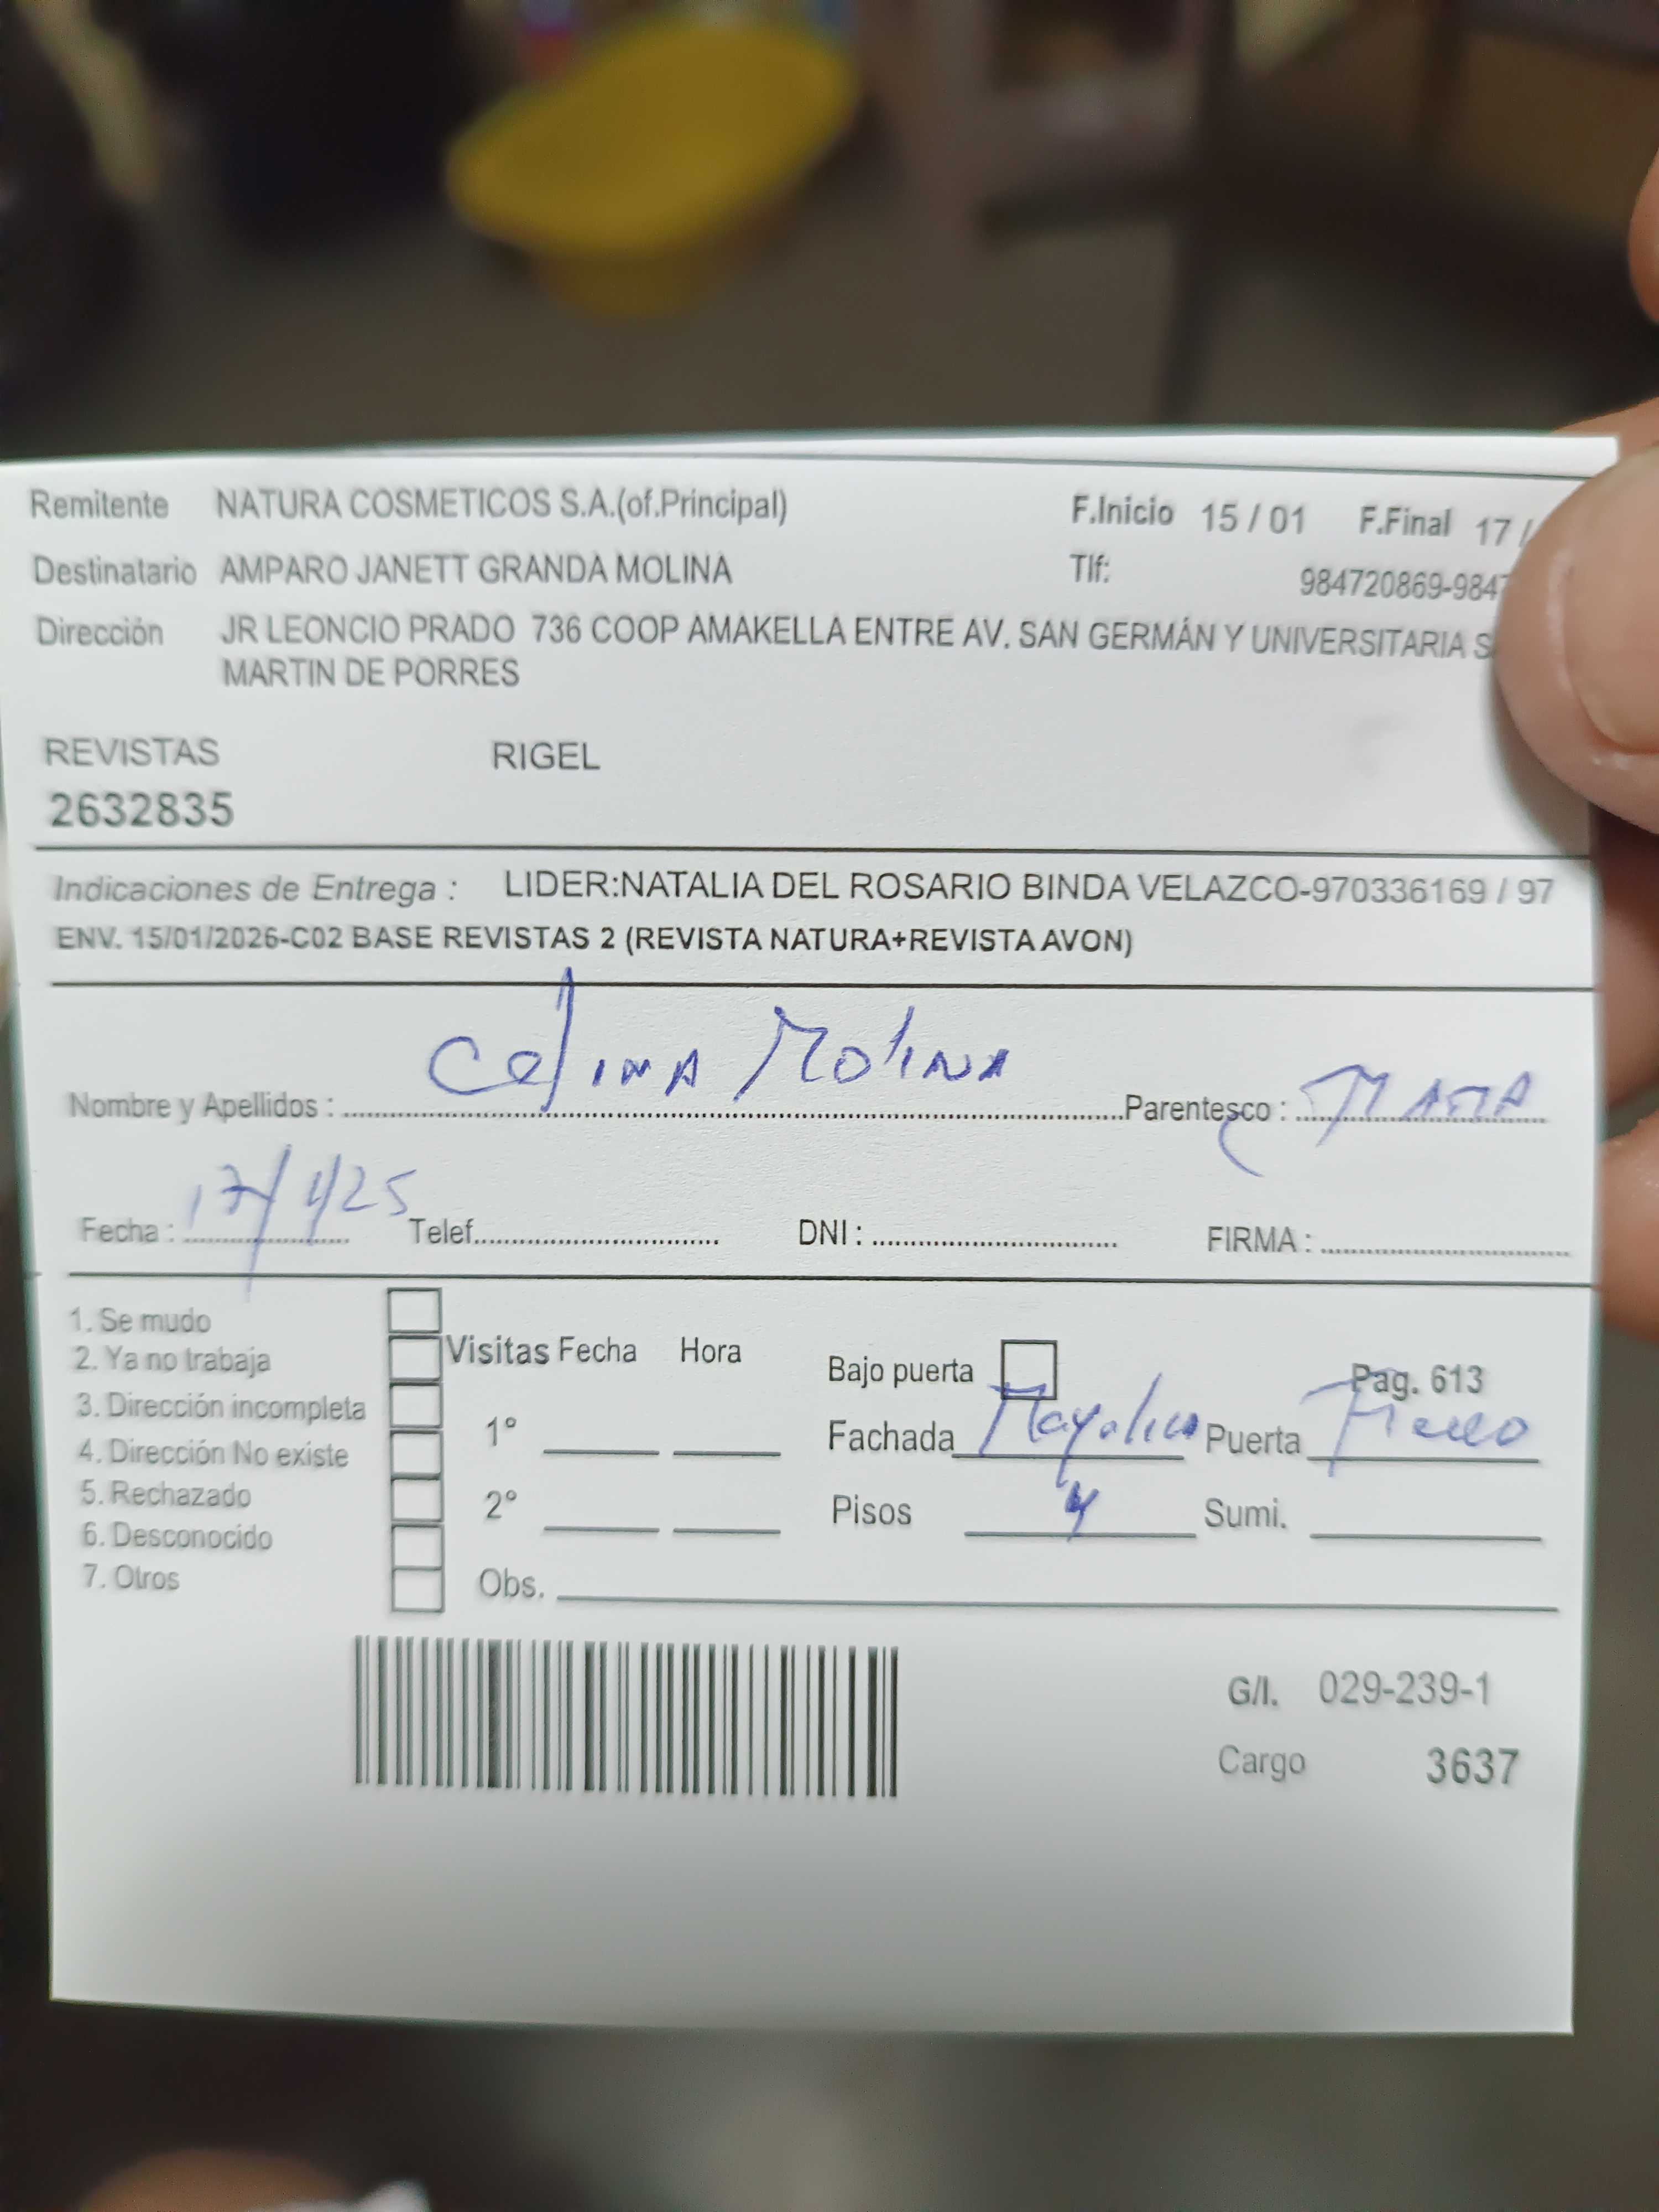 Remitente NATURA COSMETICOS S.A.(of.Principal) F.Inicio 15 / 01 F.Final 17 /
Destinatario AMPARO JANETT GRANDA MOLINA Tlf: 984720869-984
Dirección JR LEONCIO PRADO 736 COOP AMAKELLA ENTRE AV. SAN GERMÁN Y UNIVERSITARIA S
MARTIN DE PORRES
REVISTAS RIGEL
2632835
Indicaciones de Entrega : LIDER:NATALIA DEL ROSARIO BINDA VELAZCO-970336169 / 97
ENV. 15/01/2026-C02 BASE REVISTAS 2 (REVISTA NATURA+REVISTA AVON)
Nombre y Apellidos : Celima Molina Parentesco :
Fecha : 17/1/25 Telef. DNI : FIRMA :
1. Se mudo
2. Ya no trabaja Visitas Fecha Hora Bajo puerta Pag. 613
3. Dirección incompleta
4. Dirección No existe 1° Fachada Mayolica Puerta Fierro
5. Rechazado
6. Desconocido 2° Pisos 4 Sumi.
7. Otros Obs.
G/I. 029-239-1
Cargo 3637